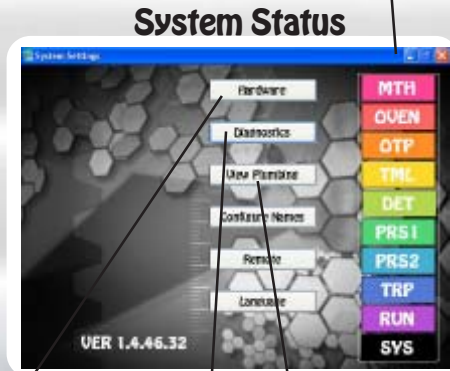 System Status
System Settings
Hardware
Diagnostics
View Plumbing
Configure Names
Remote
Language
MTH
OVEN
OTP
TML
DET
PRS1
PRS2
TRP
RUN
SYS
VER 1.4.46.32